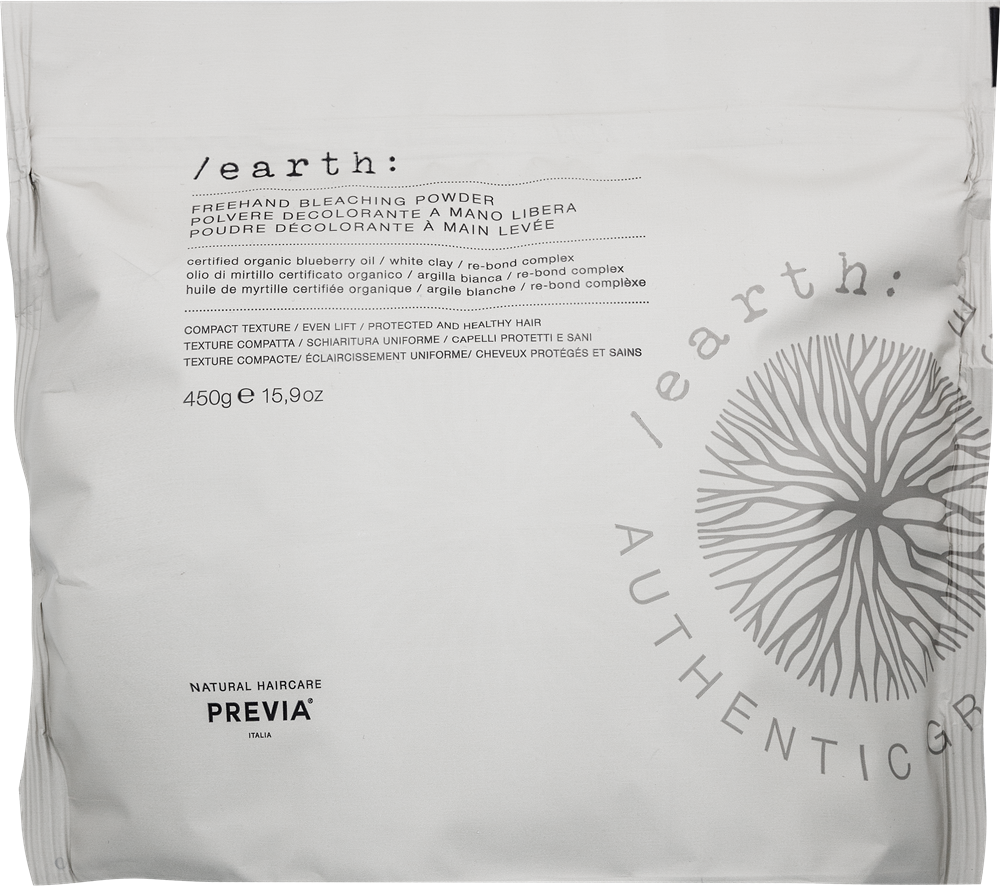 /earth:
FREEHAND BLEACHING POWDER
POLVERE DECOLORANTE A MANO LIBERA
POUDRE DÉCOLORANTE À MAIN LEVÉE
certified organic blueberry oil / white clay / re-bond complex
olio di mirtillo certificato organico / argilla bianca / re-bond complex
huile de myrtille certifiée organique / argile blanche / re-bond complèxe
COMPACT TEXTURE / EVEN LIFT / PROTECTED AND HEALTHY HAIR
TEXTURE COMPATTA / SCHIARITURA UNIFORME / CAPELLI PROTETTI E SANI
TEXTURE COMPACTE/ ÉCLAIRCISSEMENT UNIFORME/ CHEVEUX PROTÉGÉS ET SAINS
450g e 15,9oz
/earth:
AUTHENTICGR
NATURAL HAIRCARE
PREVIA®
ITALIA